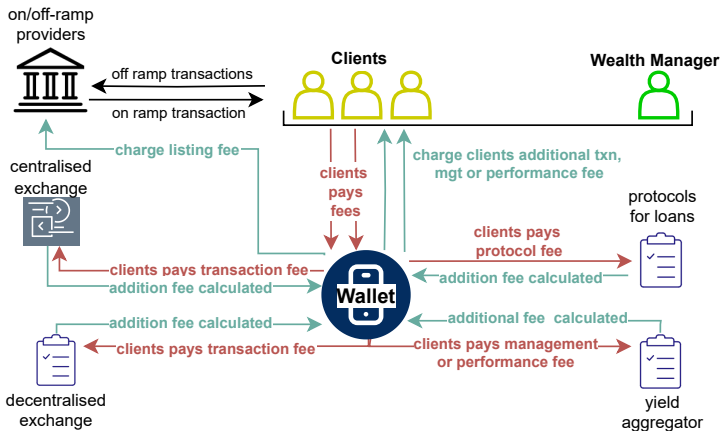 on/off-ramp
providers
Clients
Wealth Manager
off ramp transactions
on ramp transaction
charge listing fee
clients
pays
fees
charge clients additional txn,
mgt or performance fee
centralised
exchange
protocols
for loans
clients pays
protocol fee
clients pays transaction fee
addition fee calculated
addition fee calculated
Wallet
addition fee calculated
additional fee calculated
clients pays transaction fee
clients pays management
or performance fee
decentralised
exchange
yield
aggregator